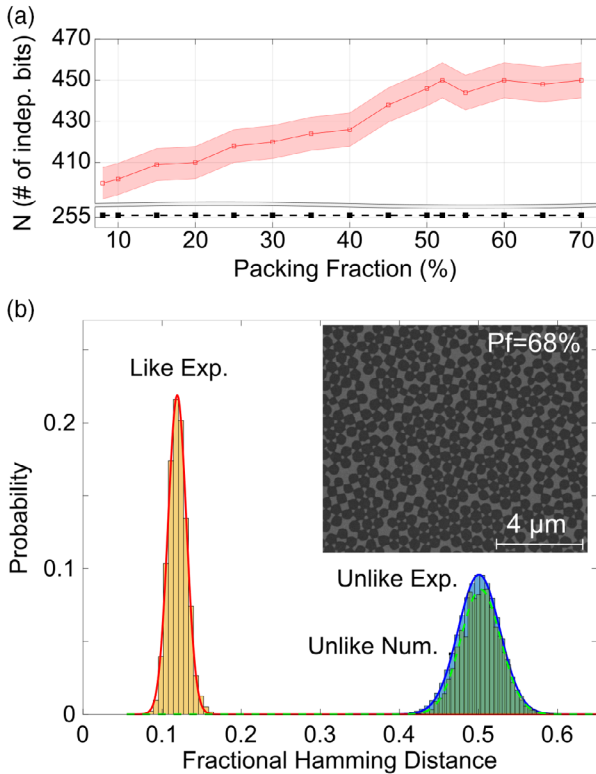 (a)
470
450
430
410
255
N (# of indep. bits)
10 20 30 40 50 60 70
Packing Fraction (%)
(b)
Pf=68%
Like Exp.
0.2
4 μm
Probability
0.1
Unlike Exp.
Unlike Num.
0
0 0.1 0.2 0.3 0.4 0.5 0.6
Fractional Hamming Distance